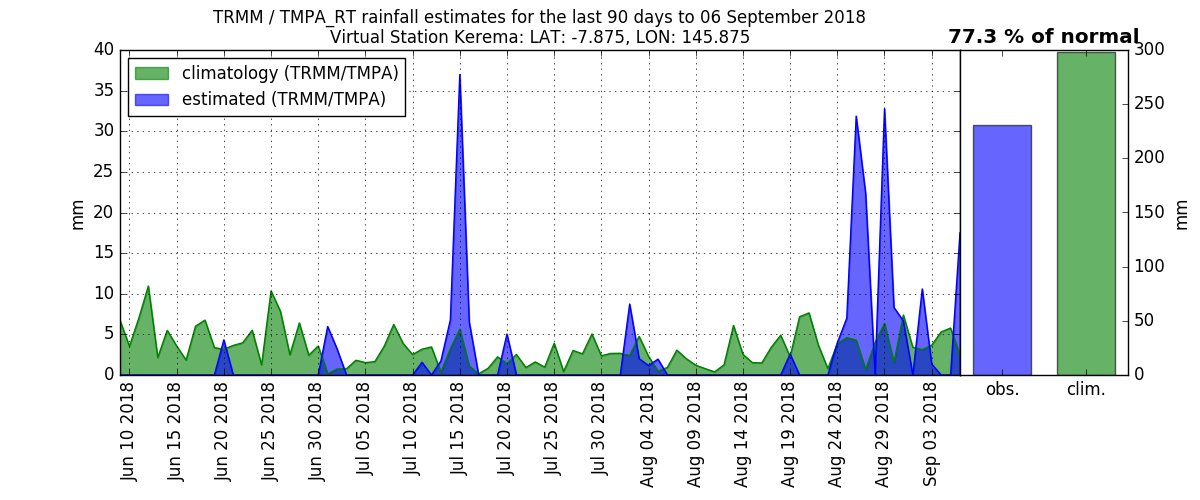 TRMM / TMPA_RT rainfall estimates for the last 90 days to 06 September 2018
Virtual Station Kerema: LAT: -7.875, LON: 145.875
77.3 % of normal
climatology (TRMM/TMPA)
estimated (TRMM/TMPA)
40
35
30
25
20
15
10
5
0
mm
Jun 10 2018
Jun 15 2018
Jun 20 2018
Jun 25 2018
Jun 30 2018
Jul 05 2018
Jul 10 2018
Jul 15 2018
Jul 20 2018
Jul 25 2018
Jul 30 2018
Aug 04 2018
Aug 09 2018
Aug 14 2018
Aug 19 2018
Aug 24 2018
Aug 29 2018
Sep 03 2018
obs.
clim.
300
250
200
150
100
50
0
mm